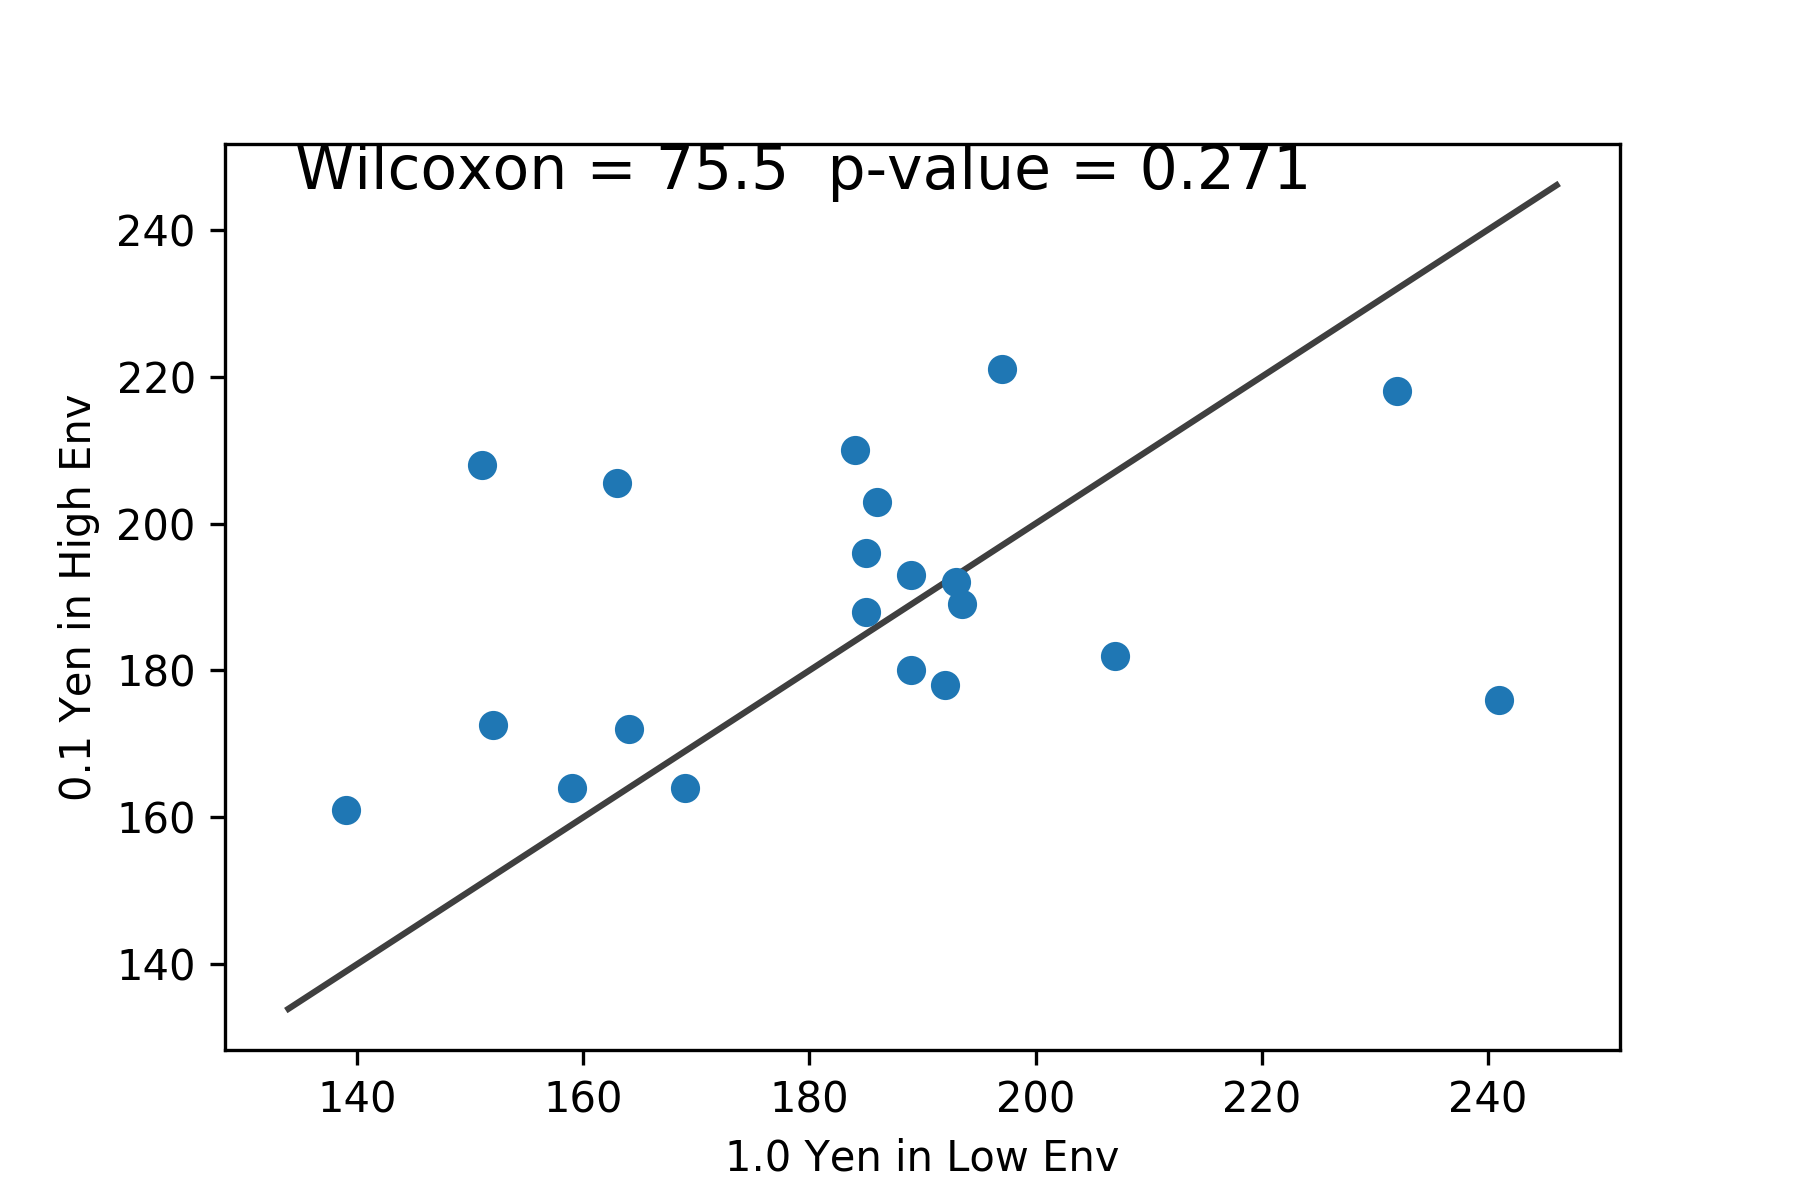 Wilcoxon = 75.5  p-value = 0.271
240
220
200
180
160
140
0.1 Yen in High Env
140 160 180 200 220 240
1.0 Yen in Low Env